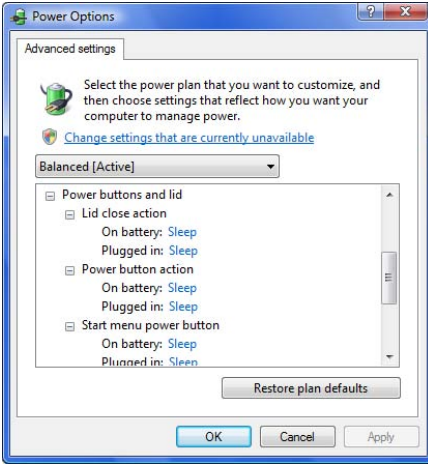 Power Options
Advanced settings
Select the power plan that you want to customize, and
then choose settings that reflect how you want your
computer to manage power.
Change settings that are currently unavailable
Balanced [Active]
Power buttons and lid
Lid close action
On battery: Sleep
Plugged in: Sleep
Power button action
On battery: Sleep
Plugged in: Sleep
Start menu power button
On battery: Sleep
Plugged in: Sleep
Restore plan defaults
OK Cancel Apply